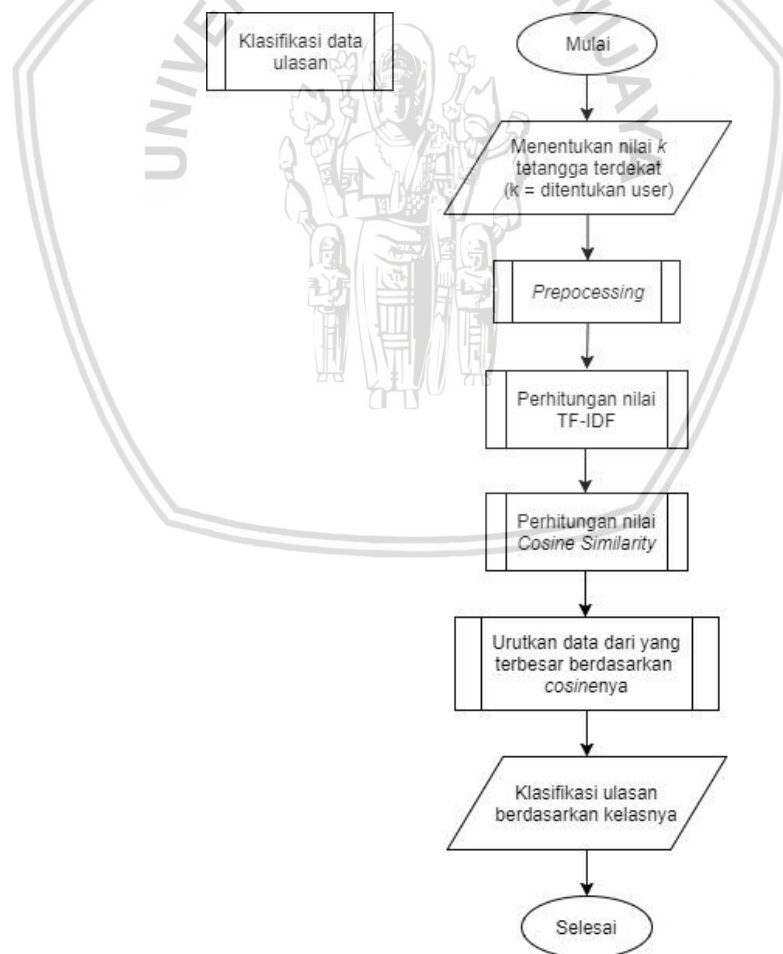 Klasifikasi data
ulasan
Mulai
Menentukan nilai k
tetangga terdekat
(k = ditentukan user)
Prepocessing
Perhitungan nilai
TF-IDF
Perhitungan nilai
Cosine Similarity
Urutkan data dari yang
terbesar berdasarkan
cosinenya
Klasifikasi ulasan
berdasarkan kelasnya
Selesai